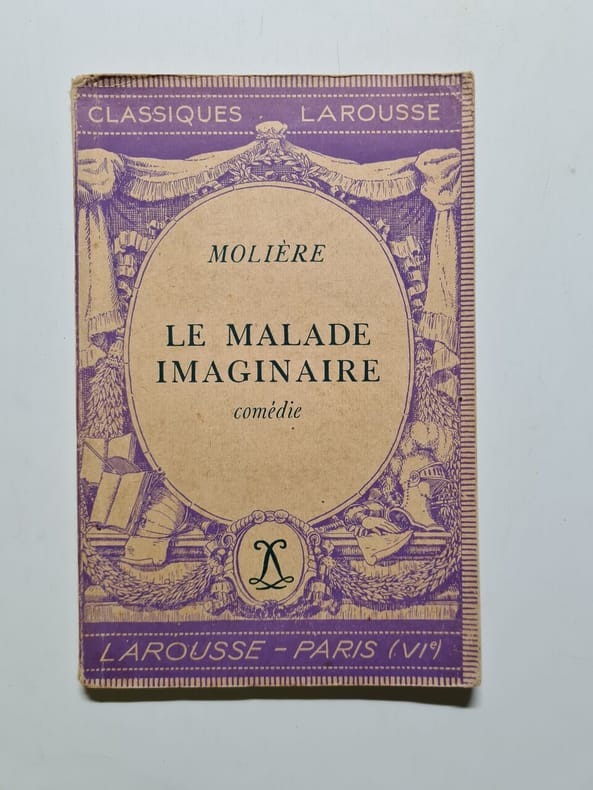 CLASSIQUES LAROUSSE
MOLIÈRE
LE MALADE
IMAGINAIRE
comédie
LAROUSSE – PARIS (VIe)